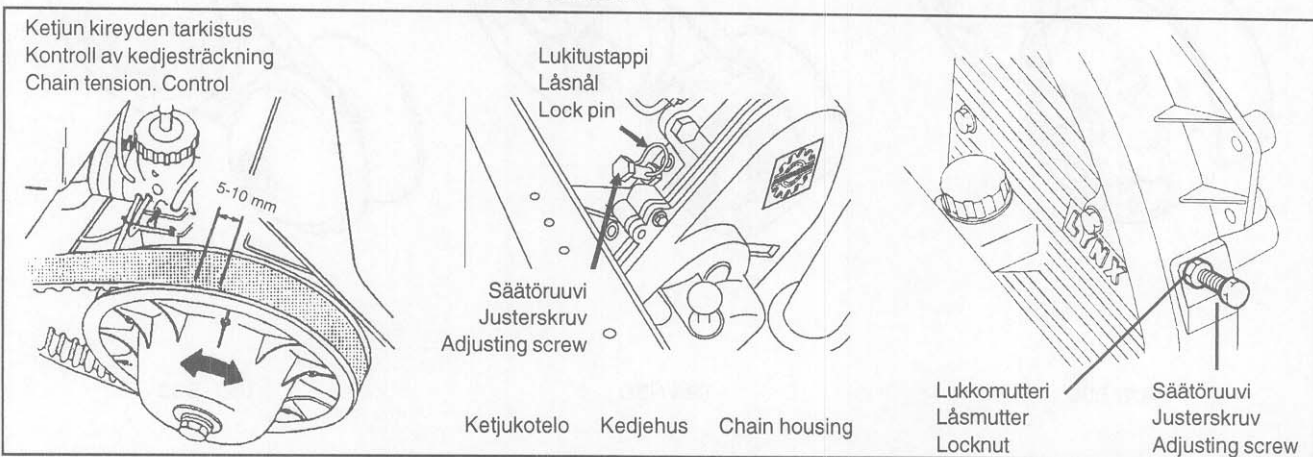 Ketjun kireyden tarkistus
Kontroll av kedjesträckning
Chain tension. Control
5-10 mm
Lukitustappi
Låsnål
Lock pin
Säätöruuvi
Justerskruv
Adjusting screw
Ketjukotelo Kedjehus Chain housing
LYNX
Lukkomutteri
Låsmutter
Locknut
Säätöruuvi
Justerskruv
Adjusting screw